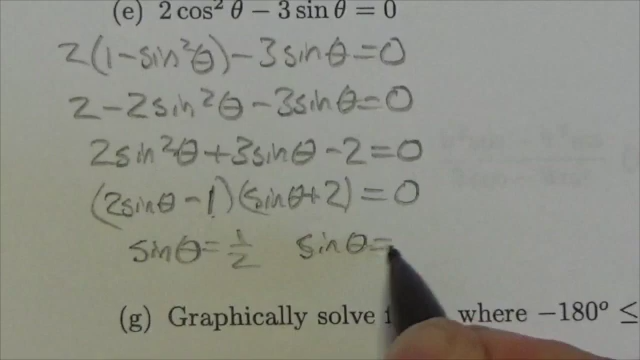 (e) 2 cos² θ − 3 sin θ = 0
2(1 − sin²θ) − 3sinθ = 0
2 − 2sin²θ − 3sinθ = 0
2sin²θ + 3sinθ − 2 = 0
(2sinθ − 1)(sinθ + 2) = 0
sinθ = 1/2 sinθ =
(g) Graphically solve where −180° ≤